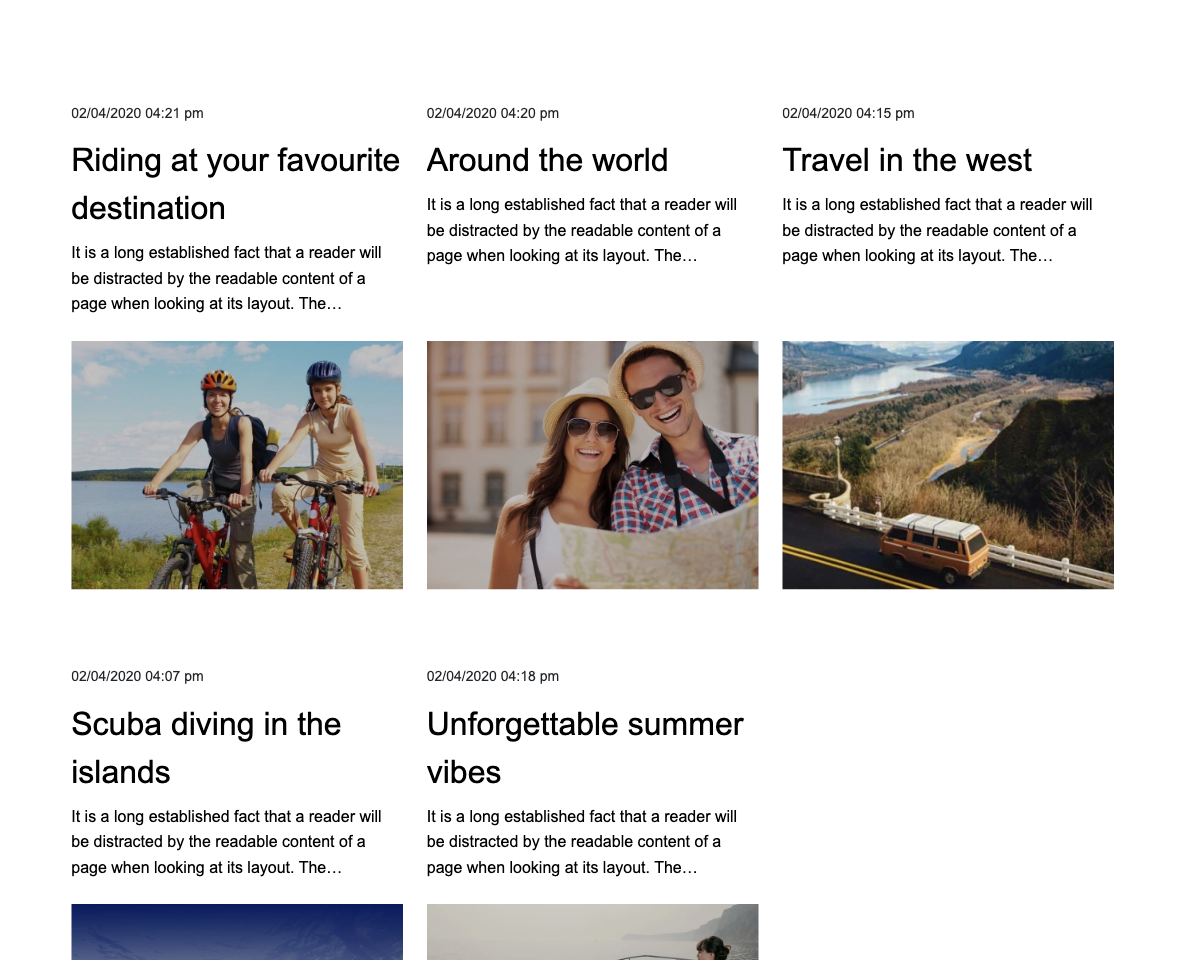 02/04/2020 04:21 pm
Riding at your favourite
destination
It is a long established fact that a reader will
be distracted by the readable content of a
page when looking at its layout. The…
02/04/2020 04:20 pm
Around the world
It is a long established fact that a reader will
be distracted by the readable content of a
page when looking at its layout. The…
02/04/2020 04:15 pm
Travel in the west
It is a long established fact that a reader will
be distracted by the readable content of a
page when looking at its layout. The…
02/04/2020 04:07 pm
Scuba diving in the
islands
It is a long established fact that a reader will
be distracted by the readable content of a
page when looking at its layout. The…
02/04/2020 04:18 pm
Unforgettable summer
vibes
It is a long established fact that a reader will
be distracted by the readable content of a
page when looking at its layout. The…